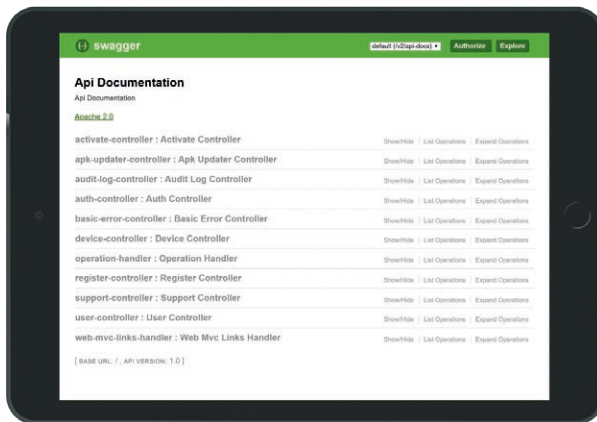 swagger default (/v2/api-docs) Authorize Explore
Api Documentation
Api Documentation
Apache 2.0
activate-controller : Activate Controller Show/Hide List Operations Expand Operations
apk-updater-controller : Apk Updater Controller Show/Hide List Operations Expand Operations
audit-log-controller : Audit Log Controller Show/Hide List Operations Expand Operations
auth-controller : Auth Controller Show/Hide List Operations Expand Operations
basic-error-controller : Basic Error Controller Show/Hide List Operations Expand Operations
device-controller : Device Controller Show/Hide List Operations Expand Operations
operation-handler : Operation Handler Show/Hide List Operations Expand Operations
register-controller : Register Controller Show/Hide List Operations Expand Operations
support-controller : Support Controller Show/Hide List Operations Expand Operations
user-controller : User Controller Show/Hide List Operations Expand Operations
web-mvc-links-handler : Web Mvc Links Handler Show/Hide List Operations Expand Operations
[ BASE URL: / , API VERSION: 1.0 ]